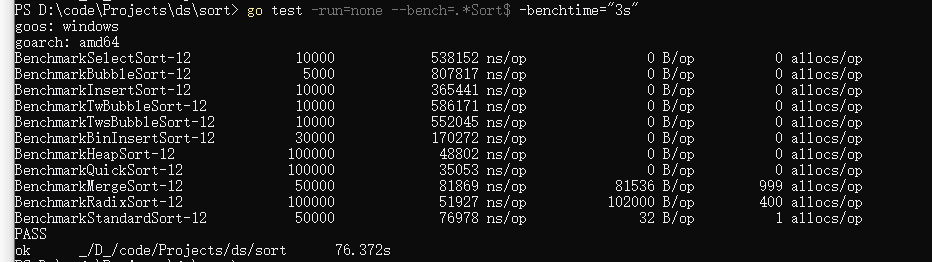 PS D:\code\Projects\ds\sort> go test -run=none --bench=.*Sort$ -benchtime="3s"
goos: windows
goarch: amd64
BenchmarkSelectSort-12 10000 538152 ns/op 0 B/op 0 allocs/op
BenchmarkBubbleSort-12 5000 807817 ns/op 0 B/op 0 allocs/op
BenchmarkInsertSort-12 10000 365441 ns/op 0 B/op 0 allocs/op
BenchmarkTwBubbleSort-12 10000 586171 ns/op 0 B/op 0 allocs/op
BenchmarkTwsBubbleSort-12 10000 552045 ns/op 0 B/op 0 allocs/op
BenchmarkBinInsertSort-12 30000 170272 ns/op 0 B/op 0 allocs/op
BenchmarkHeapSort-12 100000 48802 ns/op 0 B/op 0 allocs/op
BenchmarkQuickSort-12 100000 35053 ns/op 0 B/op 0 allocs/op
BenchmarkMergeSort-12 50000 81869 ns/op 81536 B/op 999 allocs/op
BenchmarkRadixSort-12 100000 51927 ns/op 102000 B/op 400 allocs/op
BenchmarkStandardSort-12 50000 76978 ns/op 32 B/op 1 allocs/op
PASS
ok _/D_/code/Projects/ds/sort 76.372s